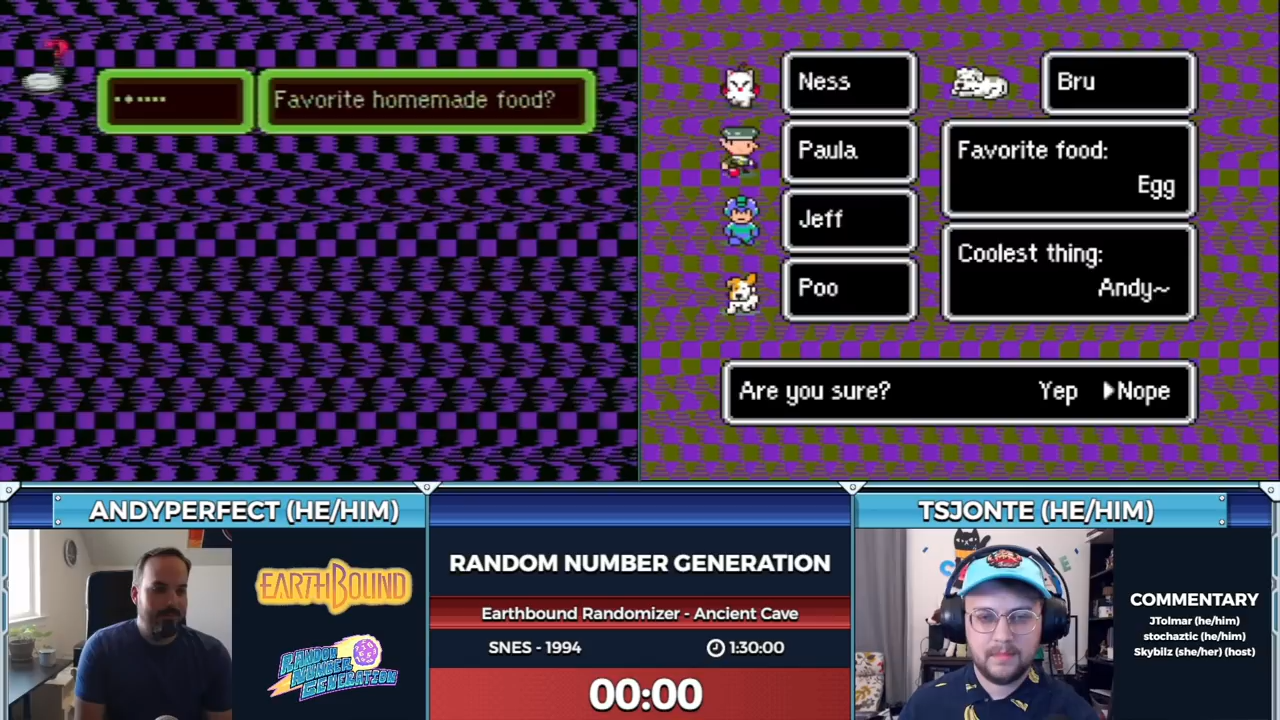 ?
Favorite homemade food?
Ness
Bru
Paula
Favorite food:
Egg
Jeff
Coolest thing:
Andy~
Poo
Are you sure? Yep ▶Nope
ANDYPERFECT (HE/HIM)
TSJONTE (HE/HIM)
EARTHBOUND
RANDOM NUMBER GENERATION
RANDOM NUMBER GENERATION
Earthbound Randomizer - Ancient Cave
SNES - 1994
1:30:00
00:00
COMMENTARY
JTolmar (he/him)
stochaztic (he/him)
Skybilz (she/her) (host)